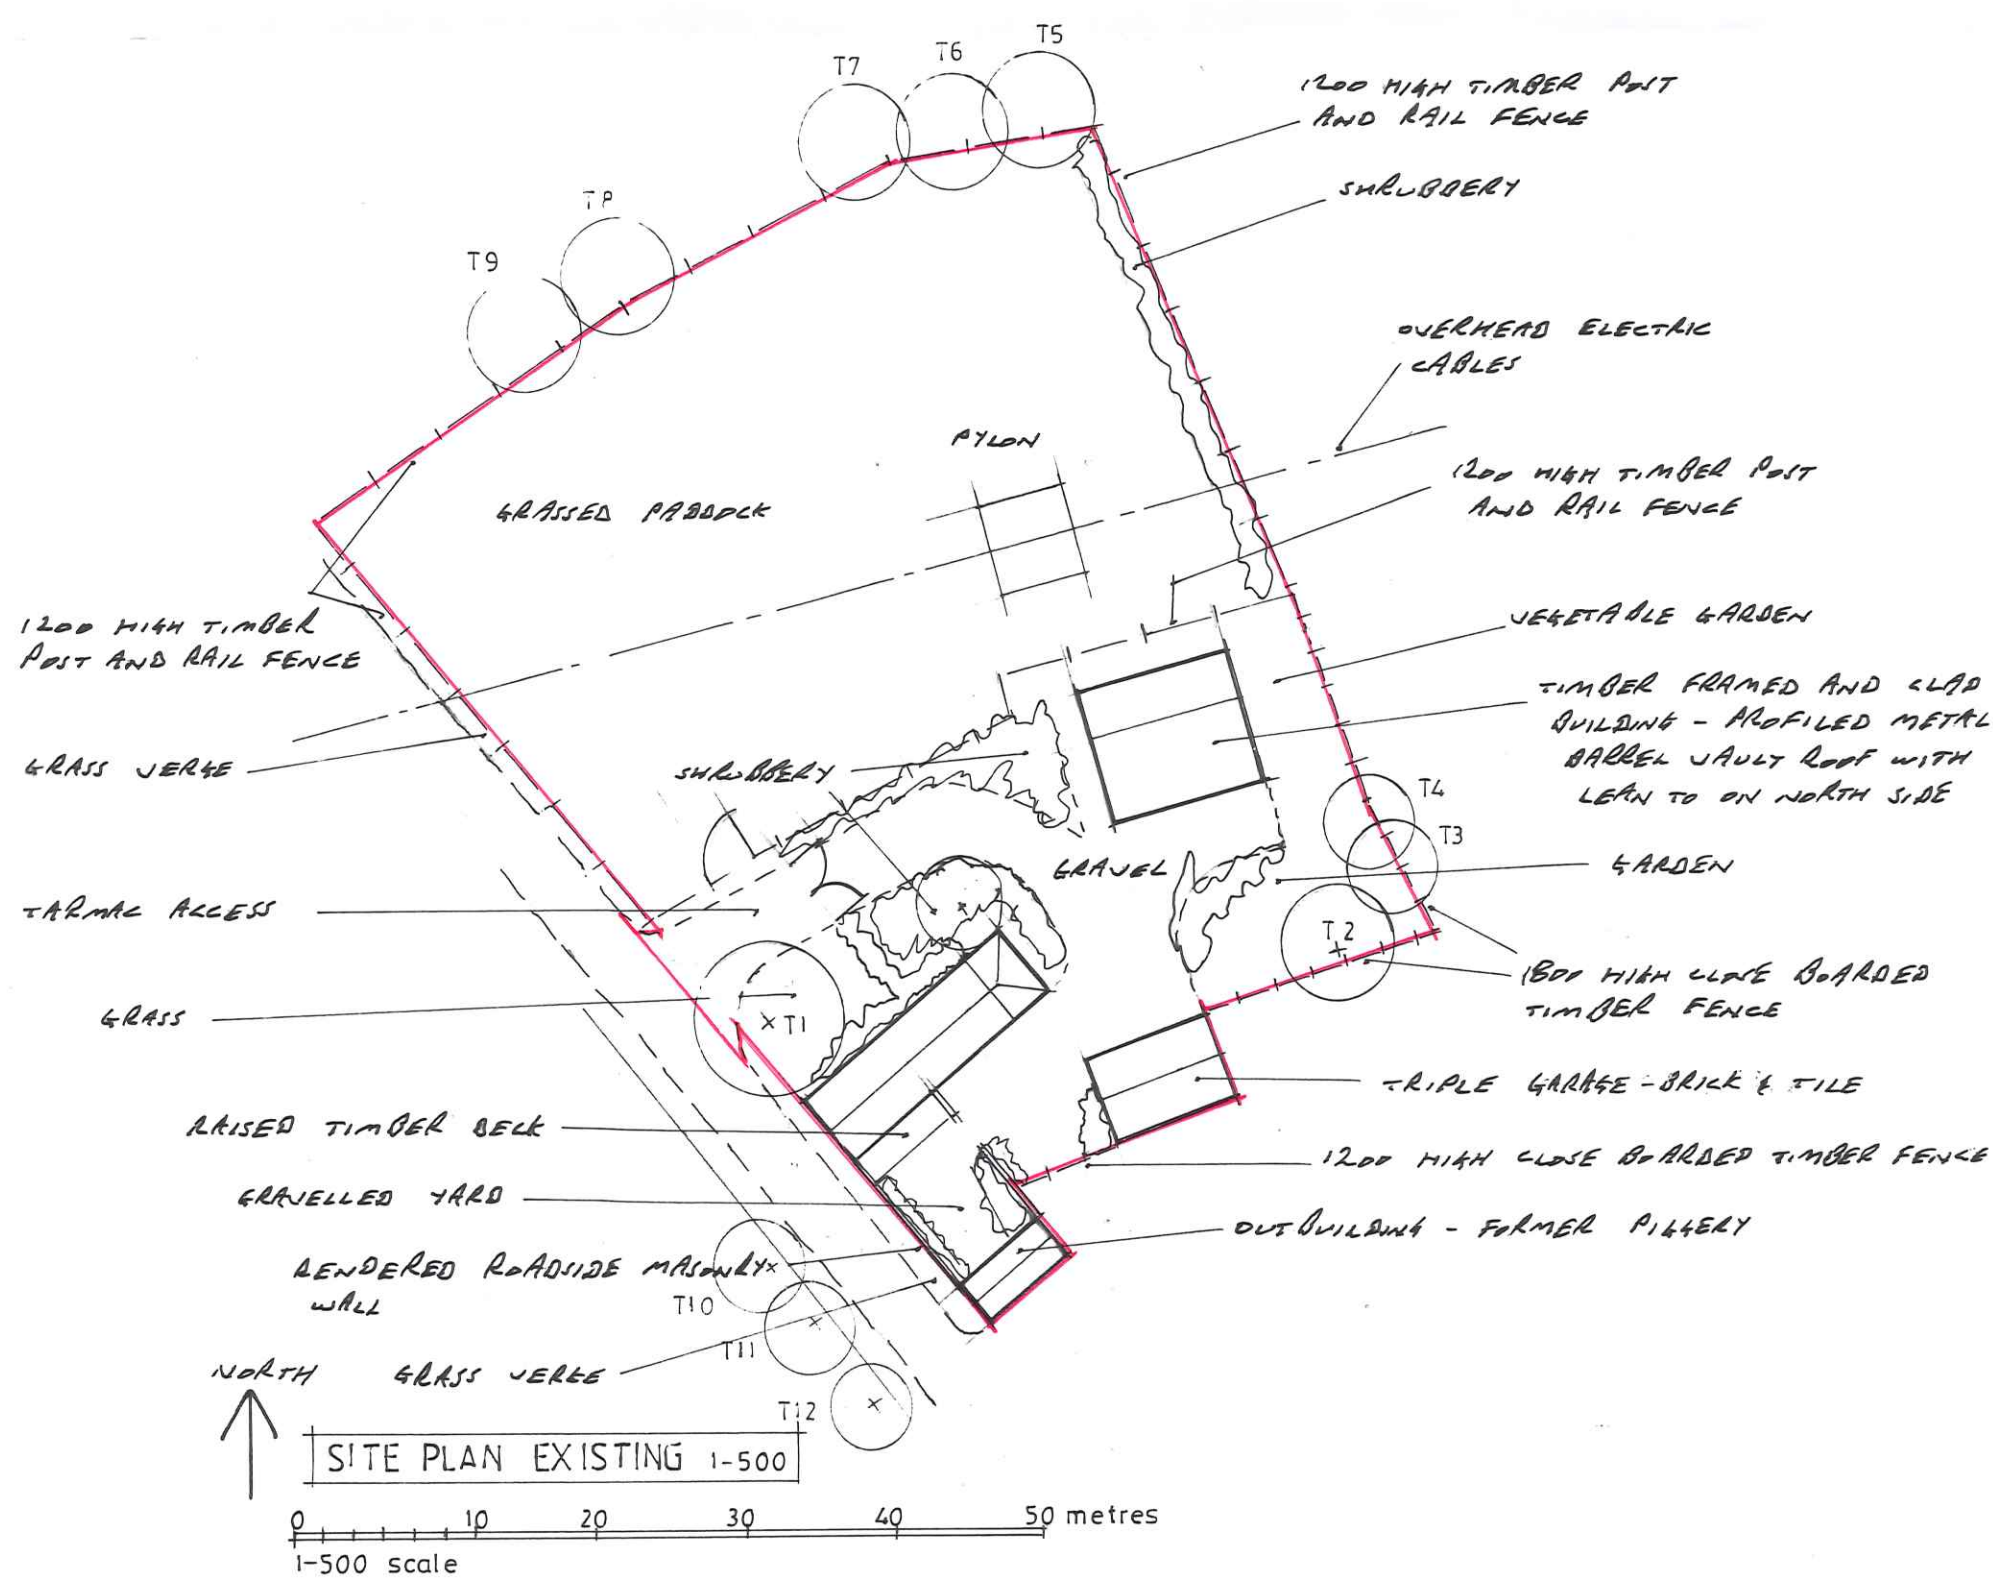 T5
T6
T7
1200 HIGH TIMBER POST
AND RAIL FENCE
SHRUBBERY
T8
T9
OVERHEAD ELECTRIC
CABLES
PYLON
1200 HIGH TIMBER POST
AND RAIL FENCE
GRASSED PADDOCK
1200 HIGH TIMBER
POST AND RAIL FENCE
VEGETABLE GARDEN
TIMBER FRAMED AND CLAD
BUILDING - PROFILED METAL
BARREL VAULT ROOF WITH
LEAN TO ON NORTH SIDE
GRASS VERGE
SHRUBBERY
T4
T3
GRAVEL
GARDEN
TARMAC ACCESS
T2
1800 HIGH CLOSE BOARDED
TIMBER FENCE
GRASS
T1
TRIPLE GARAGE - BRICK & TILE
RAISED TIMBER DECK
1200 HIGH CLOSE BOARDED TIMBER FENCE
GRAVELLED YARD
OUTBUILDING - FORMER PIGGERY
RENDERED ROADSIDE MASONRY
WALL
T10
T11
NORTH
GRASS VERGE
T12
SITE PLAN EXISTING 1-500
0 10 20 30 40 50 metres
1-500 scale